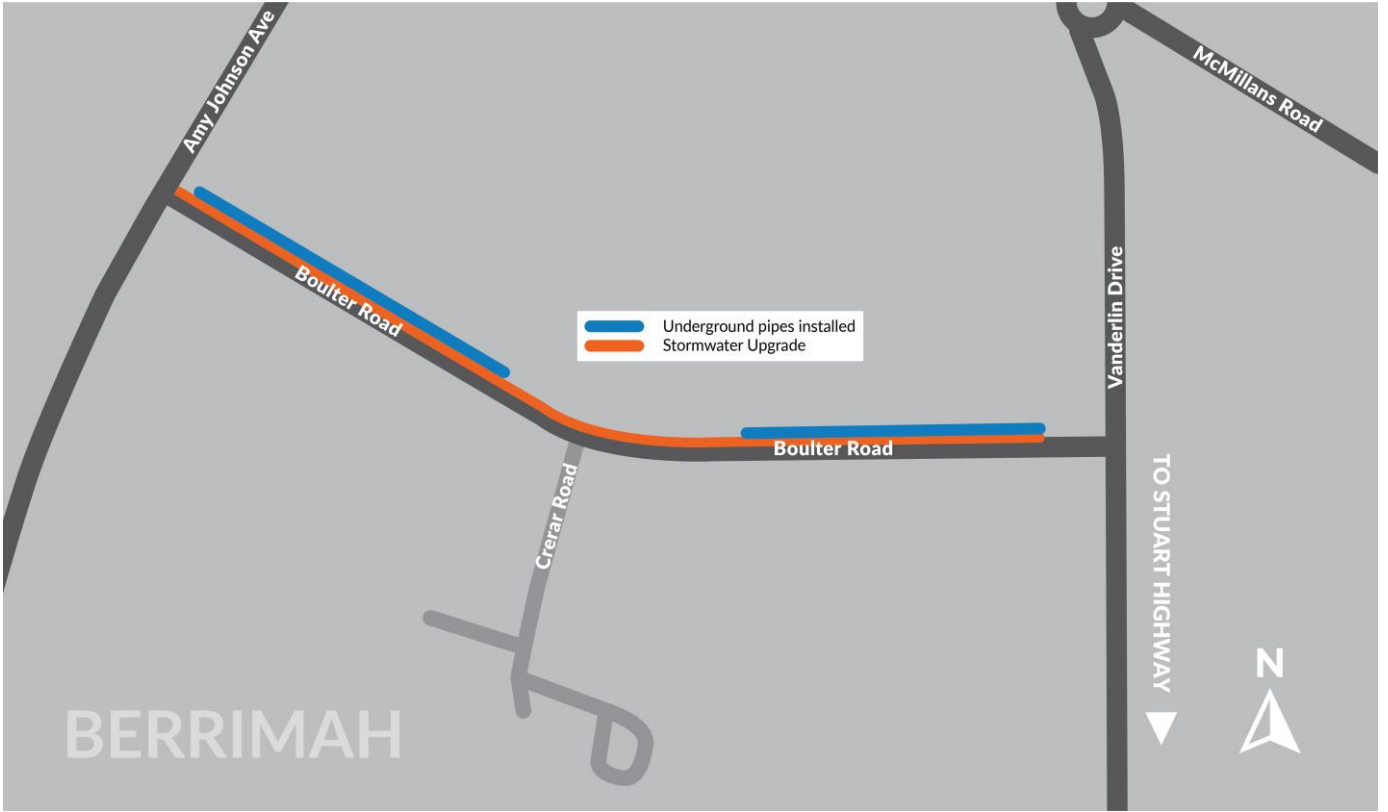 Amy Johnson Ave
McMillans Road
Boulter Road
Underground pipes installed
Stormwater Upgrade
Vanderlin Drive
Boulter Road
Crerar Road
TO STUART HIGHWAY
N
BERRIMAH